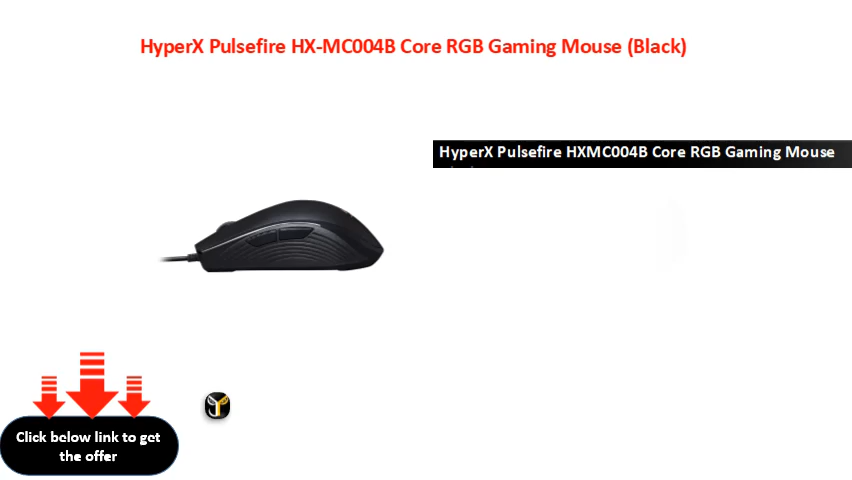 HyperX Pulsefire HX-MC004B Core RGB Gaming Mouse (Black)
HyperX Pulsefire HXMC004B Core RGB Gaming Mouse
Click below link to get
the offer